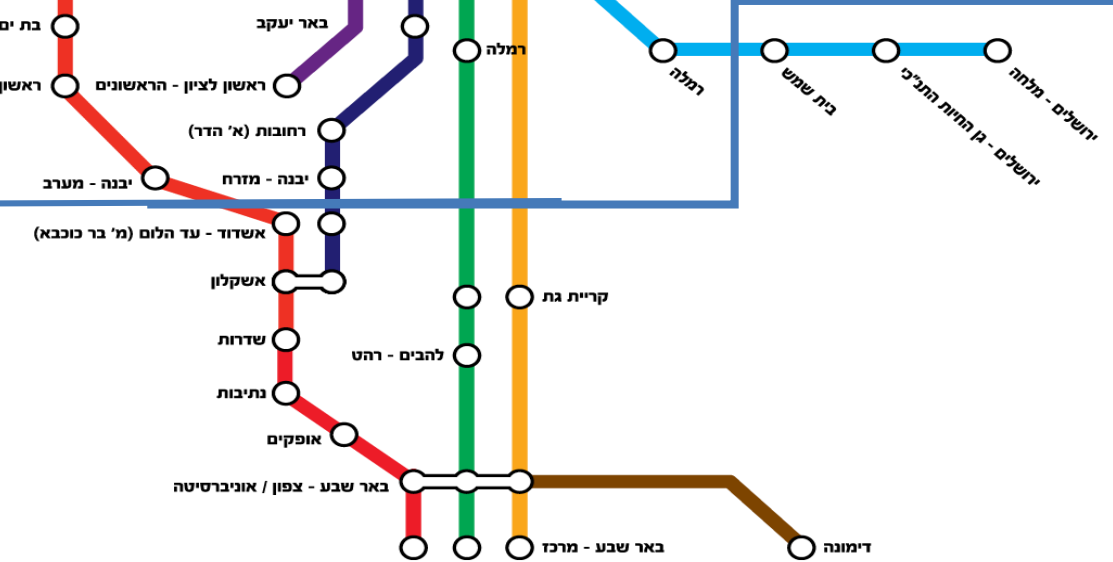 באר יעקב
בת ים
רמלה
רמלה
בית שמש
ירושלים - גן החיות התנ"כי
ירושלים - מלחה
ראשון לציון - הראשונים
ראשון
רחובות (א' הדר)
יבנה - מזרח
יבנה - מערב
אשדוד - עד הלום (מ' בר כוכבא)
אשקלון
קריית גת
שדרות
להבים - רהט
נתיבות
אופקים
באר שבע - צפון / אוניברסיטה
באר שבע - מרכז
דימונה